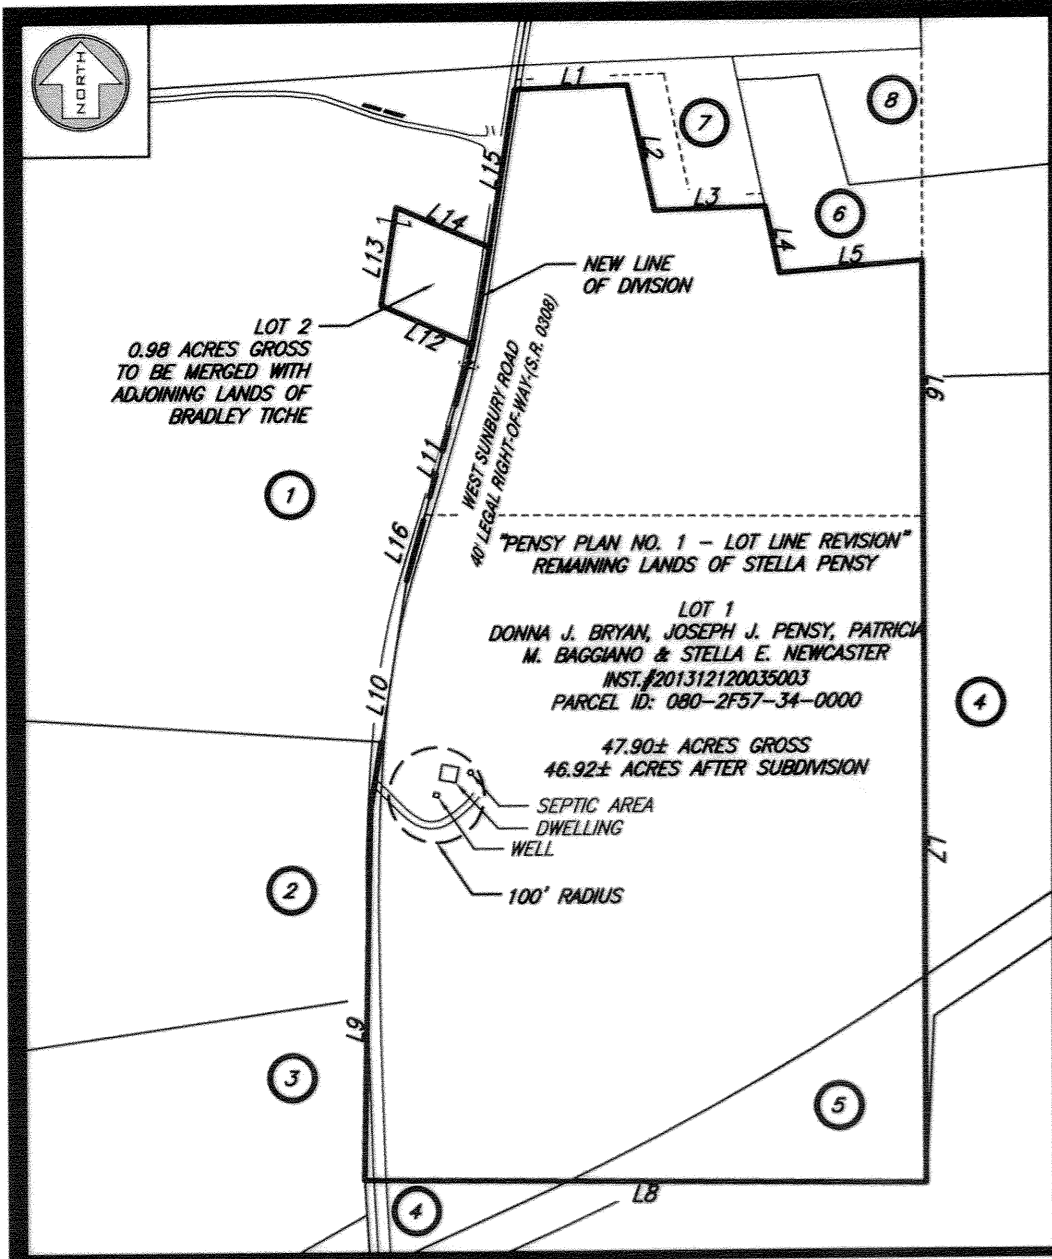 NORTH
L1
8
7
L2
L15
L3
6
L14
L4
L5
L13
NEW LINE
OF DIVISION
LOT 2
0.98 ACRES GROSS
TO BE MERGED WITH
ADJOINING LANDS OF
BRADLEY TICHE
L12
WEST SUNBURY ROAD
40' LEGAL RIGHT-OF-WAY-(S.R. 0308)
L6
L11
1
L16
"PENSY PLAN NO. 1 - LOT LINE REVISION"
REMAINING LANDS OF STELLA PENSY
LOT 1
DONNA J. BRYAN, JOSEPH J. PENSY, PATRICIA
M. BAGGIANO & STELLA E. NEWCASTER
INST.#201312120035003
PARCEL ID: 080-2F57-34-0000
L10
4
47.90± ACRES GROSS
46.92± ACRES AFTER SUBDIVISION
SEPTIC AREA
DWELLING
WELL
L7
2
100' RADIUS
L9
3
5
L8
4